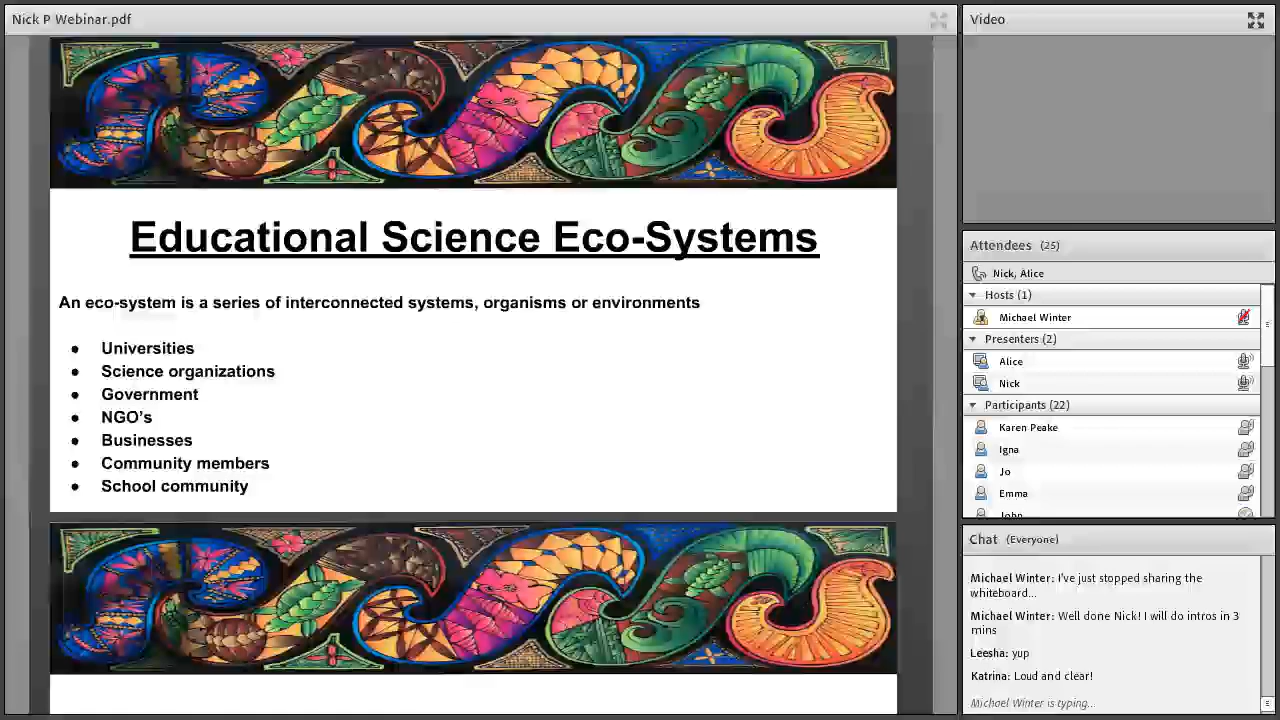 Nick P Webinar.pdf
Educational Science Eco-Systems
An eco-system is a series of interconnected systems, organisms or environments
● Universities
● Science organizations
● Government
● NGO's
● Businesses
● Community members
● School community
Video
Attendees (25)
Nick, Alice
Hosts (1)
Michael Winter
Presenters (2)
Alice
Nick
Participants (22)
Karen Peake
Igna
Jo
Emma
John
Chat (Everyone)
Michael Winter: I've just stopped sharing the
whiteboard...
Michael Winter: Well done Nick! I will do intros in 3
mins
Leesha: yup
Katrina: Loud and clear!
Michael Winter is typing...